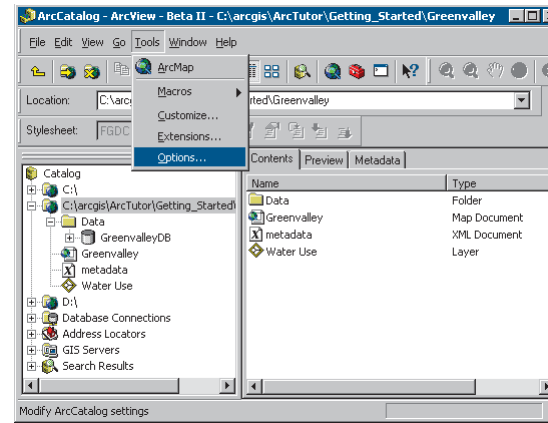 ArcCatalog - ArcView - Beta II - C:\arcgis\ArcTutor\Getting_Started\Greenvalley
File Edit View Go Tools Window Help
ArcMap
Macros
Customize...
Extensions...
Options...
Location: C:\arc rted\Greenvalley
Stylesheet: FGDC
Contents Preview Metadata
Catalog
C:\
C:\arcgis\ArcTutor\Getting_Started\
Data
GreenvalleyDB
Greenvalley
metadata
Water Use
D:\
Database Connections
Address Locators
GIS Servers
Search Results
Name Type
Data Folder
Greenvalley Map Document
metadata XML Document
Water Use Layer
Modify ArcCatalog settings